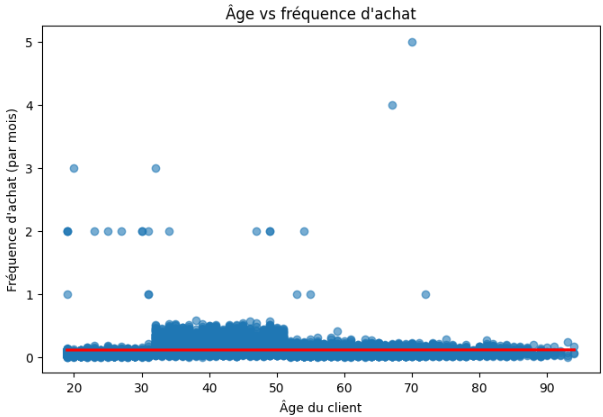 Âge vs fréquence d'achat
Fréquence d'achat (par mois)
5
4
3
2
1
0
20 30 40 50 60 70 80 90
Âge du client